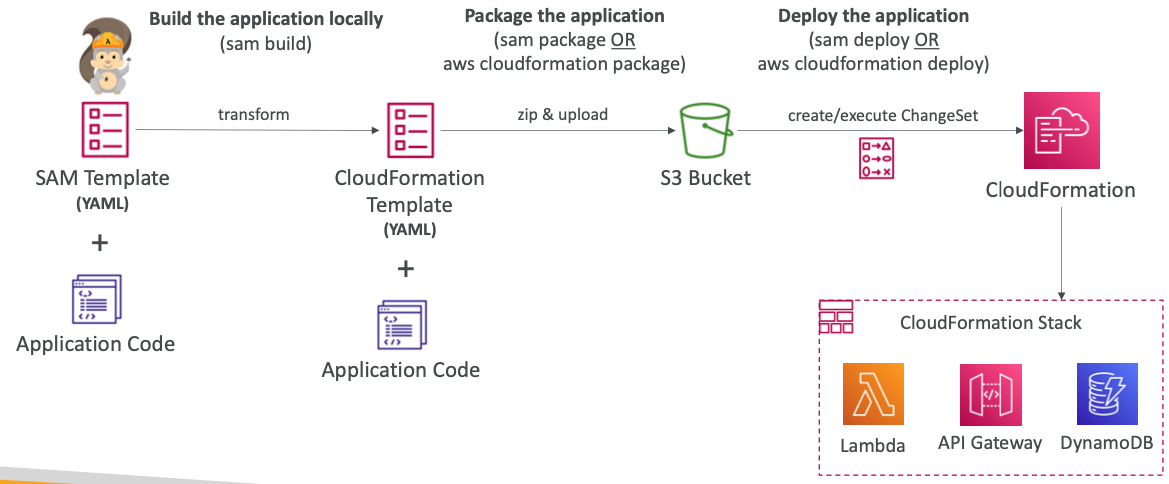 Build the application locally
(sam build)
Package the application
(sam package OR
aws cloudformation package)
Deploy the application
(sam deploy OR
aws cloudformation deploy)
transform
zip & upload
create/execute ChangeSet
SAM Template
(YAML)
+
Application Code
CloudFormation
Template
(YAML)
+
Application Code
S3 Bucket
CloudFormation
CloudFormation Stack
Lambda
API Gateway
DynamoDB